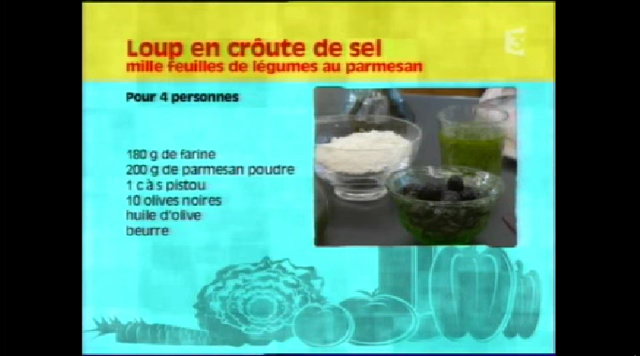 Loup en croûte de sel
mille feuilles de légumes au parmesan
Pour 4 personnes
180 g de farine
200 g de parmesan poudre
1 c à s pistou
10 olives noires
huile d'olive
beurre
3